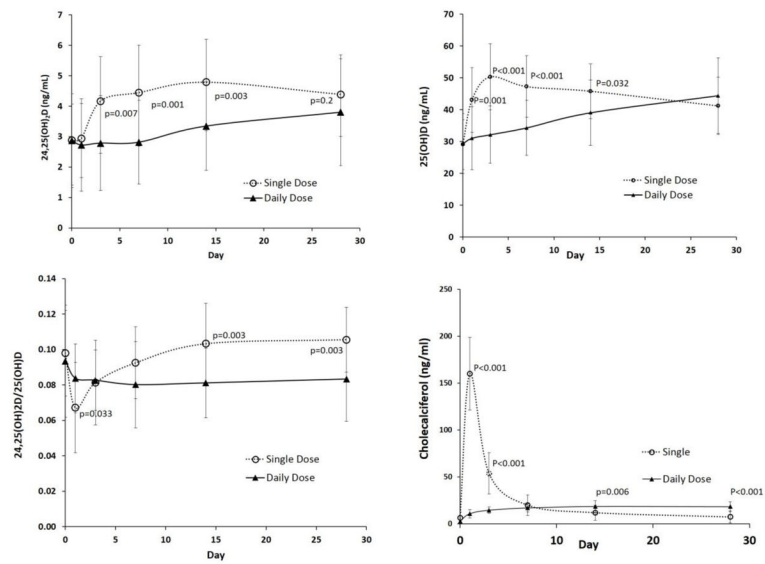 7
6
5
4
3
2
1
0
24,25(OH)₂D (ng/mL)
p=0.007
p=0.001
p=0.003
p=0.2
Single Dose
Daily Dose
0 5 10 15 20 25 30
Day
70
60
50
40
30
20
10
0
25(OH)D (ng/mL)
P<0.001
P=0.001
P<0.001
P=0.032
Single Dose
Daily Dose
0 5 10 15 20 25 30
Day
0.14
0.12
0.10
0.08
0.06
0.04
0.02
0.00
24,25(OH)2D/25(OH)D
p=0.033
p=0.003
p=0.003
Single Dose
Daily Dose
0 5 10 15 20 25 30
Day
250
200
150
100
50
0
Cholecalciferol (ng/ml)
P<0.001
P<0.001
p=0.006
P<0.001
Single
Daily Dose
0 10 20 30
Day